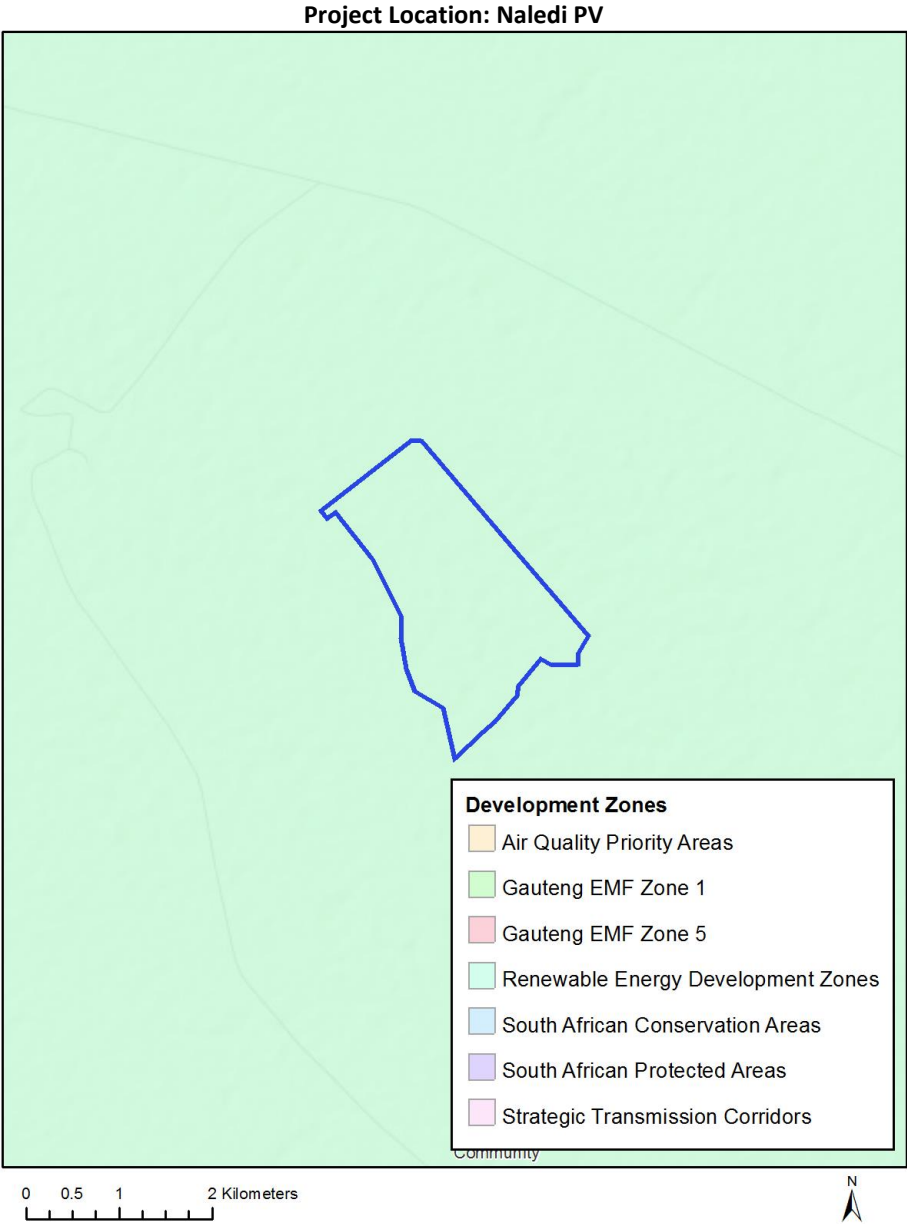 Project Location: Naledi PV
Development Zones
Air Quality Priority Areas
Gauteng EMF Zone 1
Gauteng EMF Zone 5
Renewable Energy Development Zones
South African Conservation Areas
South African Protected Areas
Strategic Transmission Corridors
Community
0 0.5 1 2 Kilometers
N